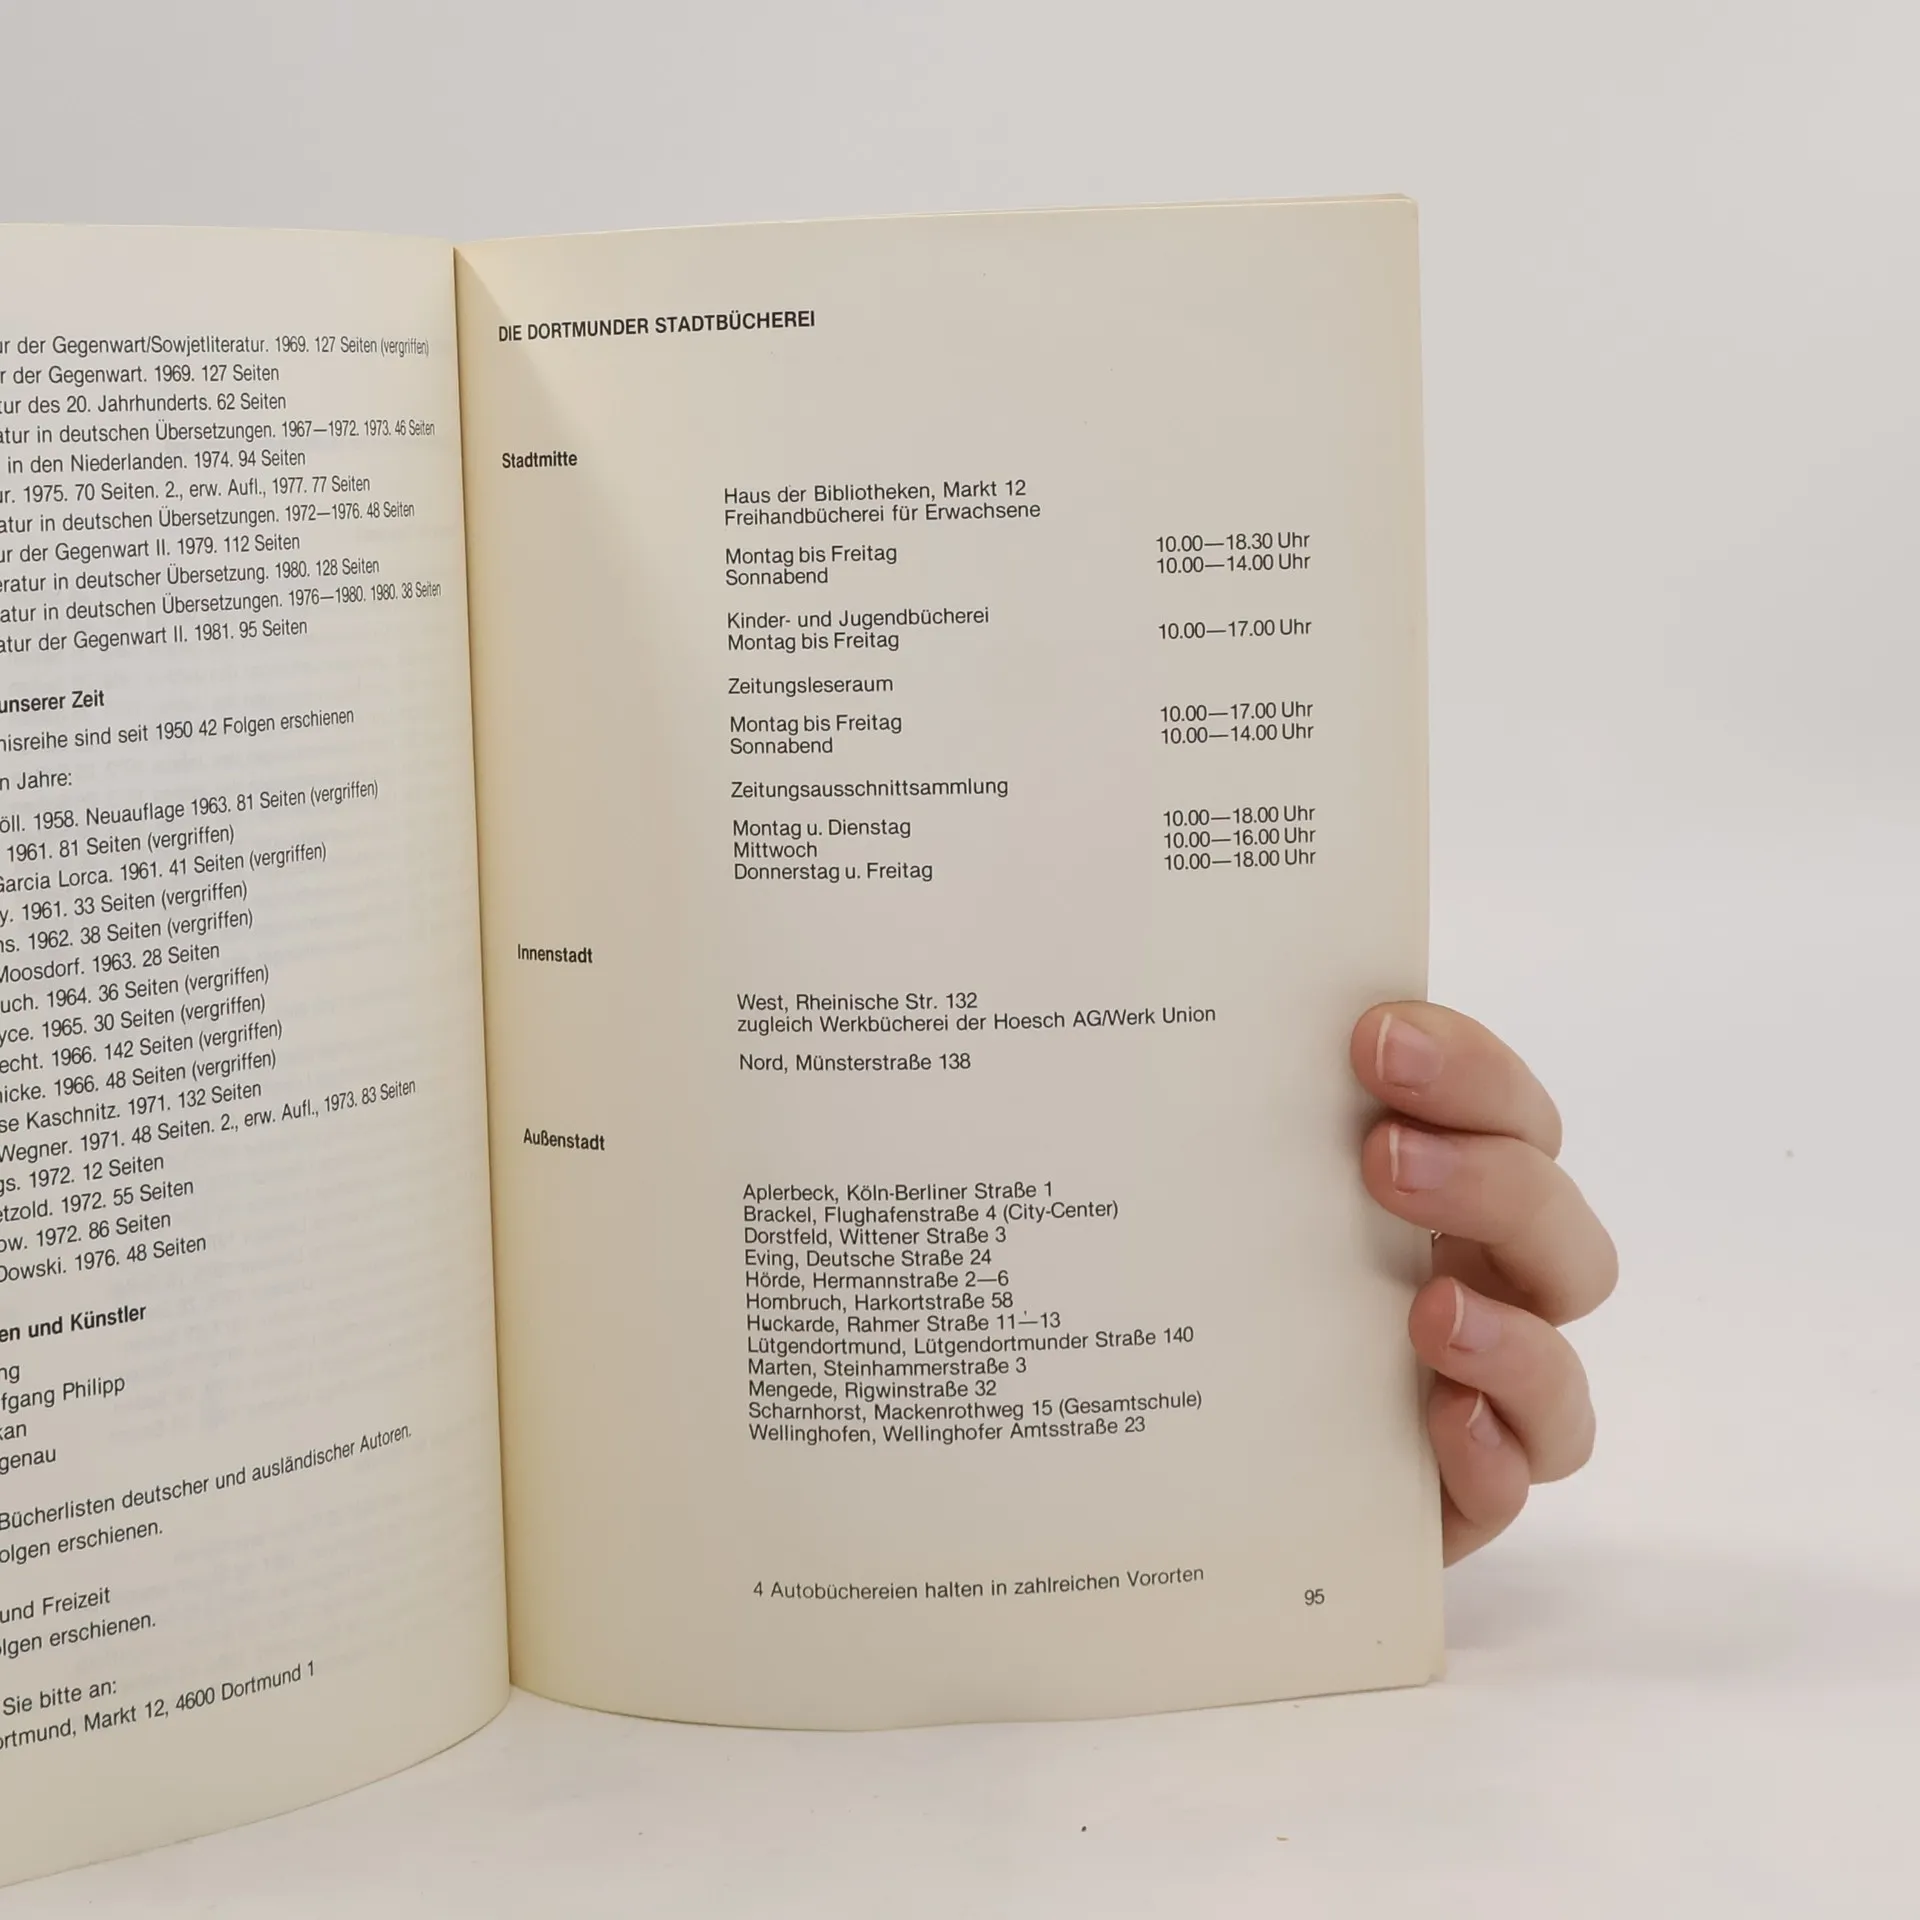 der Gegenwart/Sowjetliteratur. 1969. 127 Seiten (vergriffen)
der Gegenwart. 1969. 127 Seiten
des 20. Jahrhunderts. 62 Seiten
in deutschen Übersetzungen. 1967—1972. 1973. 46 Seiten
in den Niederlanden. 1974. 94 Seiten
1975. 70 Seiten. 2., erw. Aufl., 1977. 77 Seiten
in deutschen Übersetzungen. 1972—1976. 48 Seiten
der Gegenwart II. 1979. 112 Seiten
in deutscher Übersetzung. 1980. 128 Seiten
in deutschen Übersetzungen. 1976—1980. 1980. 38 Seiten
der Gegenwart II. 1981. 95 Seiten
unserer Zeit
nisreihe sind seit 1950 42 Folgen erschienen
n Jahre:
öll. 1958. Neuauflage 1963. 81 Seiten (vergriffen)
1961. 81 Seiten (vergriffen)
Garcia Lorca. 1961. 41 Seiten (vergriffen)
y. 1961. 33 Seiten (vergriffen)
ns. 1962. 38 Seiten (vergriffen)
Moosdorf. 1963. 28 Seiten
uch. 1964. 36 Seiten (vergriffen)
yce. 1965. 30 Seiten (vergriffen)
echt. 1966. 142 Seiten (vergriffen)
nicke. 1966. 48 Seiten (vergriffen)
se Kaschnitz. 1971. 132 Seiten
Wegner. 1971. 48 Seiten. 2., erw. Aufl., 1973. 83 Seiten
gs. 1972. 12 Seiten
etzold. 1972. 55 Seiten
ow. 1972. 86 Seiten
Dowski. 1976. 48 Seiten
en und Künstler
ng
fgang Philipp
kan
genau
Bücherlisten deutscher und ausländischer Autoren.
olgen erschienen.
und Freizeit
olgen erschienen.
Sie bitte an:
ortmund, Markt 12, 4600 Dortmund 1
DIE DORTMUNDER STADTBÜCHEREI
Stadtmitte
Haus der Bibliotheken, Markt 12
Freihandbücherei für Erwachsene
Montag bis Freitag 10.00—18.30 Uhr
Sonnabend 10.00—14.00 Uhr
Kinder- und Jugendbücherei
Montag bis Freitag 10.00—17.00 Uhr
Zeitungsleseraum
Montag bis Freitag 10.00—17.00 Uhr
Sonnabend 10.00—14.00 Uhr
Zeitungsausschnittsammlung
Montag u. Dienstag 10.00—18.00 Uhr
Mittwoch 10.00—16.00 Uhr
Donnerstag u. Freitag 10.00—18.00 Uhr
Innenstadt
West, Rheinische Str. 132
zugleich Werkbücherei der Hoesch AG/Werk Union
Nord, Münsterstraße 138
Außenstadt
Aplerbeck, Köln-Berliner Straße 1
Brackel, Flughafenstraße 4 (City-Center)
Dorstfeld, Wittener Straße 3
Eving, Deutsche Straße 24
Hörde, Hermannstraße 2—6
Hombruch, Harkortstraße 58
Huckarde, Rahmer Straße 11—13
Lütgendortmund, Lütgendortmunder Straße 140
Marten, Steinhammerstraße 3
Mengede, Rigwinstraße 32
Scharnhorst, Mackenrothweg 15 (Gesamtschule)
Wellinghofen, Wellinghofer Amtsstraße 23
4 Autobüchereien halten in zahlreichen Vororten
95